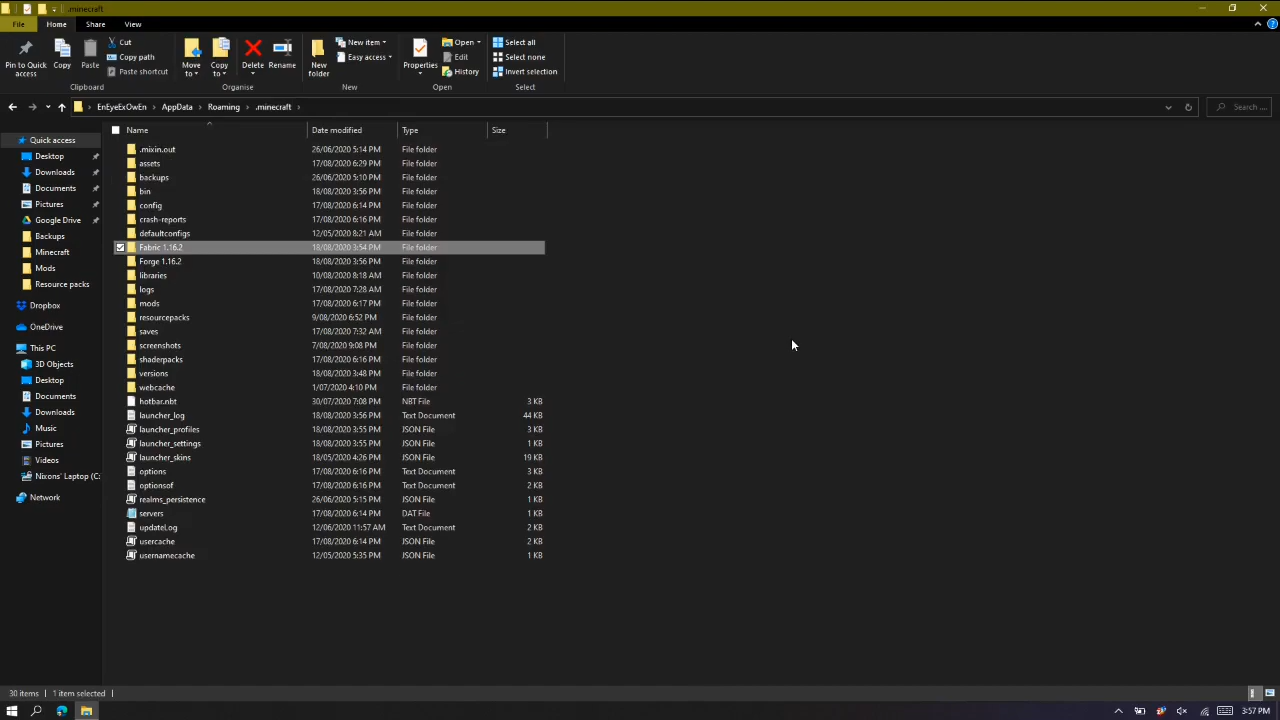 .minecraft
File Home Share View
Pin to Quick access
Copy
Paste
Cut
Copy path
Paste shortcut
Clipboard
Move to
Copy to
Delete
Rename
Organise
New folder
New item
Easy access
New
Properties
Open
Edit
History
Open
Select all
Select none
Invert selection
Select
EnEyeExOwEn > AppData > Roaming > .minecraft >
Search ...
Quick access
Desktop
Downloads
Documents
Pictures
Google Drive
Backups
Minecraft
Mods
Resource packs
Dropbox
OneDrive
This PC
3D Objects
Desktop
Documents
Downloads
Music
Pictures
Videos
Nixons' Laptop (C:
Network
Name Date modified Type Size
.mixin.out 26/06/2020 5:14 PM File folder
assets 17/08/2020 6:29 PM File folder
backups 26/06/2020 5:10 PM File folder
bin 18/08/2020 3:56 PM File folder
config 17/08/2020 6:14 PM File folder
crash-reports 17/08/2020 6:16 PM File folder
defaultconfigs 12/05/2020 8:21 AM File folder
Fabric 1.16.2 18/08/2020 3:54 PM File folder
Forge 1.16.2 18/08/2020 3:56 PM File folder
libraries 10/08/2020 8:18 AM File folder
logs 17/08/2020 7:28 AM File folder
mods 17/08/2020 6:17 PM File folder
resourcepacks 9/08/2020 6:52 PM File folder
saves 17/08/2020 7:32 AM File folder
screenshots 7/08/2020 9:08 PM File folder
shaderpacks 17/08/2020 6:16 PM File folder
versions 18/08/2020 3:48 PM File folder
webcache 1/07/2020 4:10 PM File folder
hotbar.nbt 30/07/2020 7:08 PM NBT File 3 KB
launcher_log 18/08/2020 3:56 PM Text Document 44 KB
launcher_profiles 18/08/2020 3:55 PM JSON File 3 KB
launcher_settings 18/08/2020 3:55 PM JSON File 1 KB
launcher_skins 18/05/2020 4:26 PM JSON File 19 KB
options 17/08/2020 6:16 PM Text Document 3 KB
optionsof 17/08/2020 6:16 PM Text Document 2 KB
realms_persistence 26/06/2020 5:15 PM JSON File 1 KB
servers 17/08/2020 6:14 PM DAT File 1 KB
updateLog 12/06/2020 11:57 AM Text Document 2 KB
usercache 17/08/2020 6:14 PM JSON File 2 KB
usernamecache 12/05/2020 5:35 PM JSON File 1 KB
30 items 1 item selected
3:57 PM